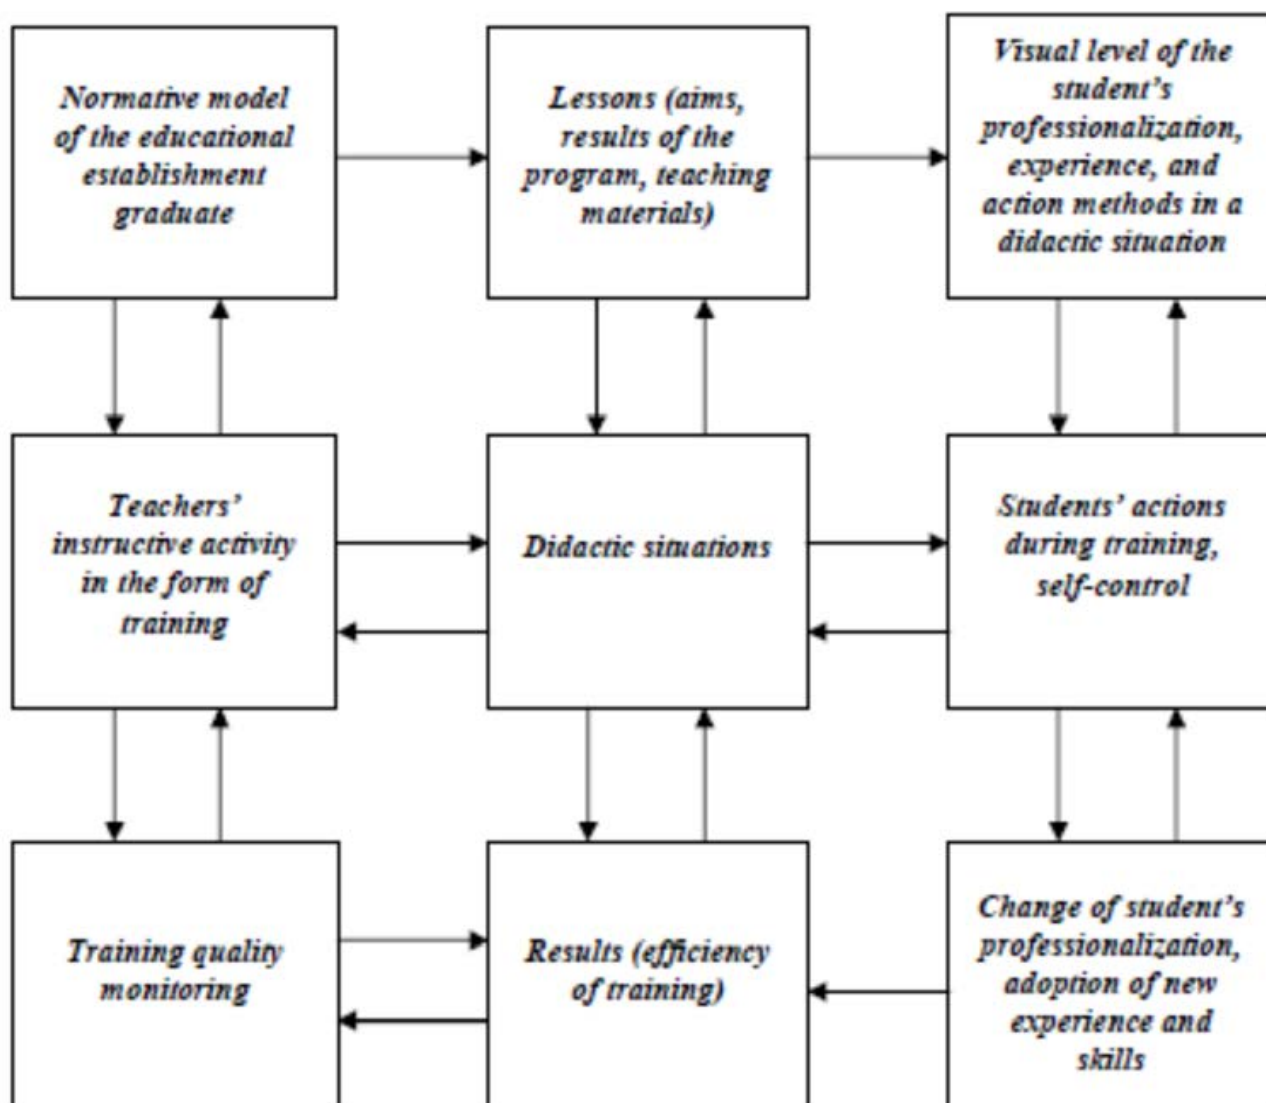 Normative model
of the educational
establishment
graduate
Lessons (aims,
results of the
program, teaching
materials)
Visual level of the
student's
professionalization,
experience, and
action methods in a
didactic situation
Teachers'
instructive activity
in the form of
training
Didactic situations
Students' actions
during training,
self-control
Training quality
monitoring
Results (efficiency
of training)
Change of student's
professionalization,
adoption of new
experience and
skills